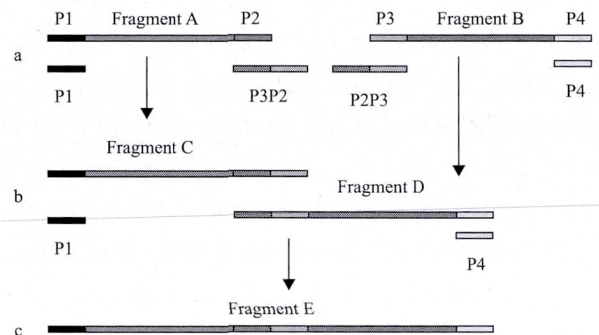 P1 Fragment A P2 P3 Fragment B P4
a
P1 P3P2 P2P3 P4
Fragment C
Fragment D
b
P1 P4
Fragment E
c